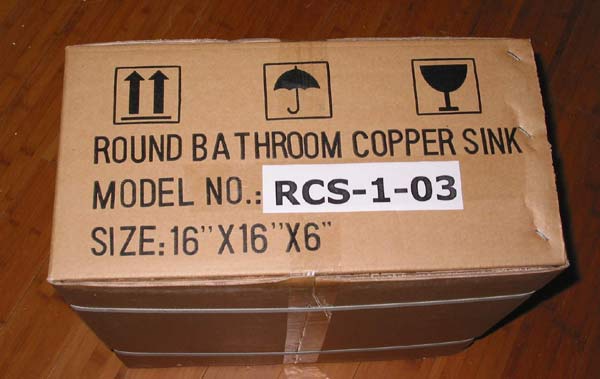 ROUND BATHROOM COPPER SINK
MODEL NO.: RCS-1-03
SIZE: 16"X16"X6"